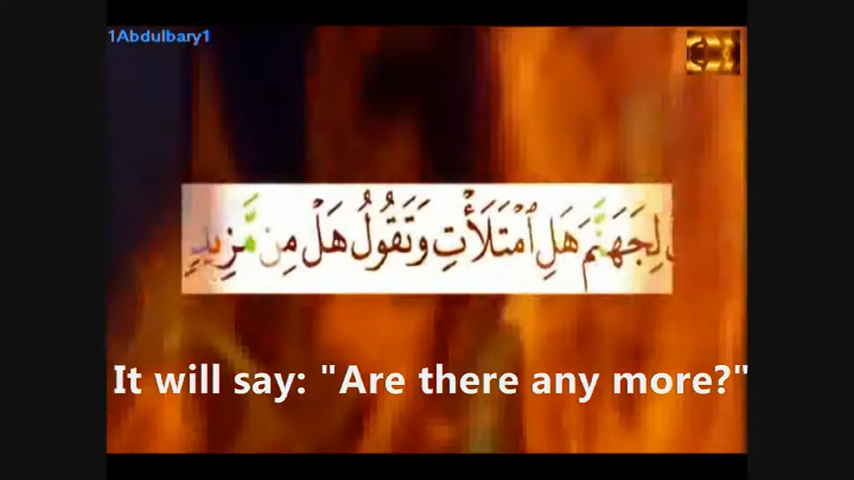 1Abdulbary1
لِجَهَنَّمَ هَلِ ٱمْتَلَأْتِ وَتَقُولُ هَلْ مِن مَّزِيدٍ
It will say: "Are there any more?"